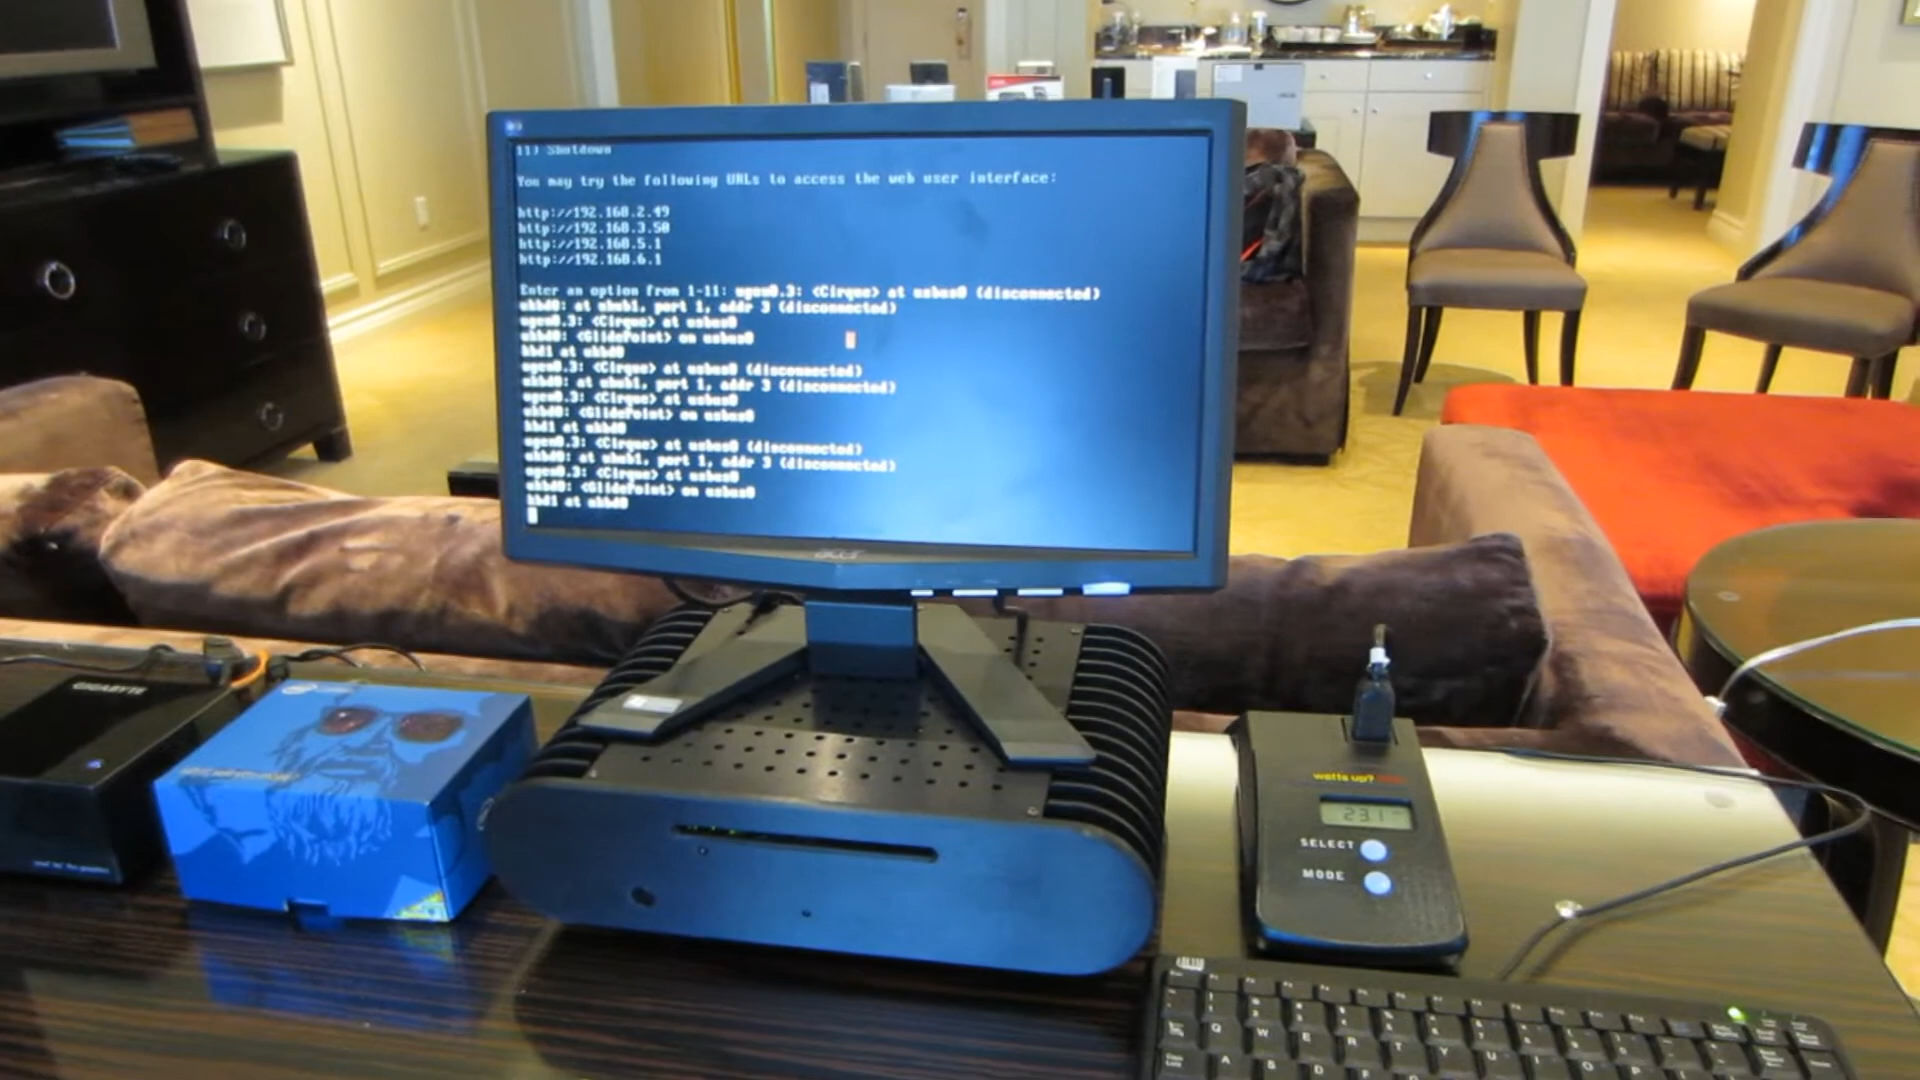 11) Shutdown
You may try the following URLs to access the web user interface:
http://192.168.2.49
http://192.168.3.50
http://192.168.5.1
http://192.168.6.1
Enter an option from 1-11: ugen0.3: <Cirque> at usbus0 (disconnected)
ukbd0: at uhub1, port 1, addr 3 (disconnected)
ugen0.3: <Cirque> at usbus0
ukbd0: <GlidePoint> on usbus0
kbd1 at ukbd0
ugen0.3: <Cirque> at usbus0 (disconnected)
ukbd0: at uhub1, port 1, addr 3 (disconnected)
ugen0.3: <Cirque> at usbus0
ukbd0: <GlidePoint> on usbus0
kbd1 at ukbd0
ugen0.3: <Cirque> at usbus0 (disconnected)
ukbd0: at uhub1, port 1, addr 3 (disconnected)
ugen0.3: <Cirque> at usbus0
ukbd0: <GlidePoint> on usbus0
kbd1 at ukbd0
acer
GIGABYTE
watts up?
23.1
SELECT
MODE
Q W E R T Y U I O P
A S D F